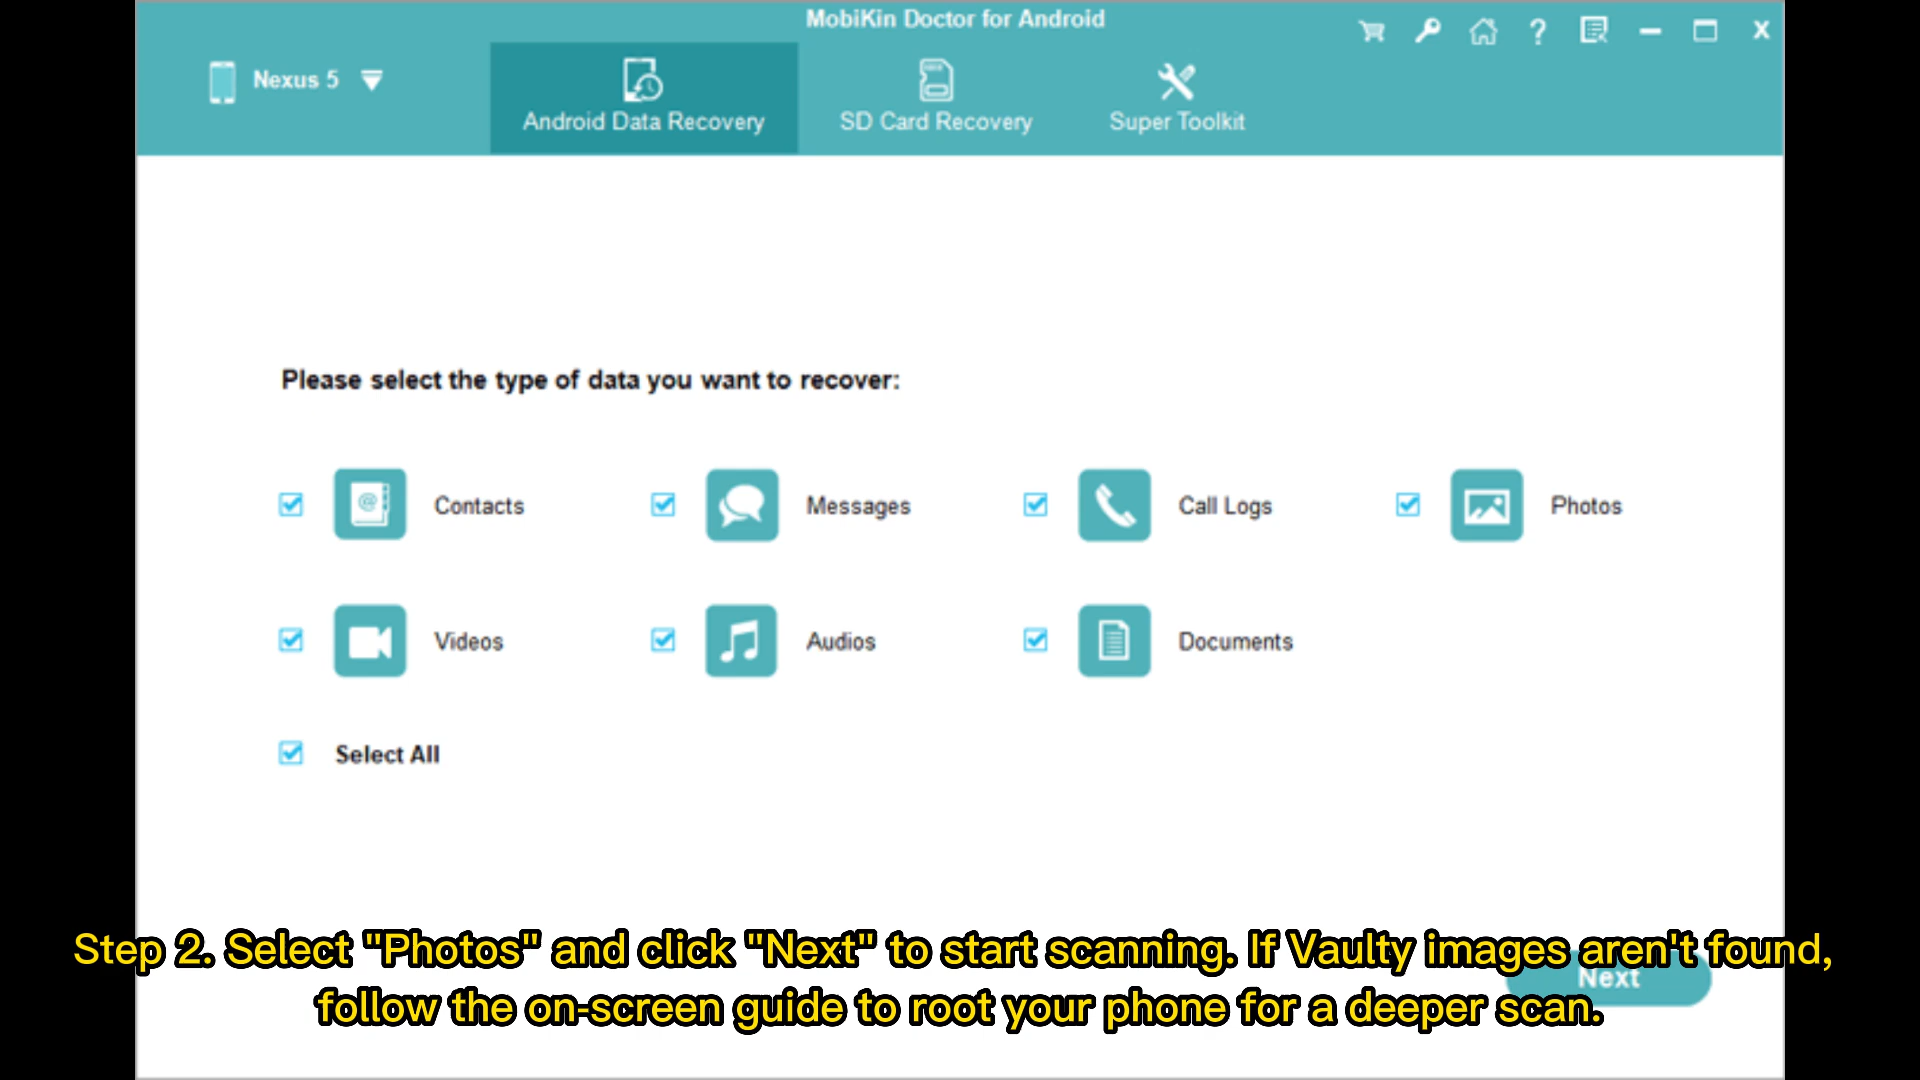 MobiKin Doctor for Android
Nexus 5
Android Data Recovery
SD Card Recovery
Super Toolkit
Please select the type of data you want to recover:
Contacts
Messages
Call Logs
Photos
Videos
Audios
Documents
Select All
Step 2. Select "Photos" and click "Next" to start scanning. If Vaulty images aren't found,
Next
follow the on-screen guide to root your phone for a deeper scan.